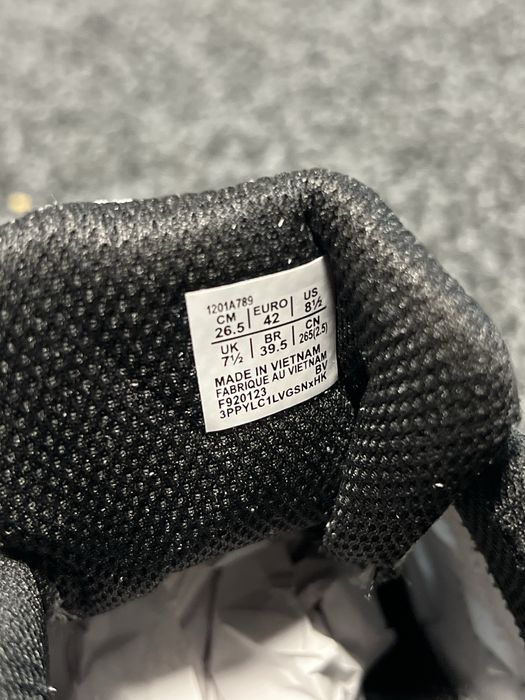 1201A789
CM EURO US
26.5 42 8½
UK BR CN
7½ 39.5 265(2.5)
MADE IN VIETNAM
FABRIQUE AU VIETNAM
F920123 BV
3PPYLC1LVGSNxHK